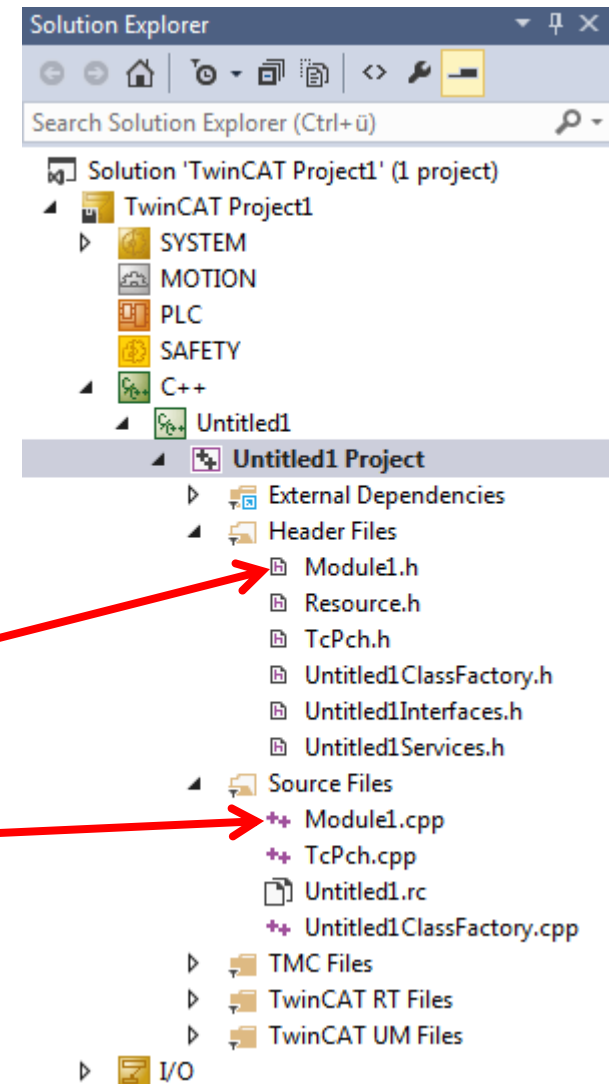 Solution Explorer
Search Solution Explorer (Ctrl+ü)
Solution 'TwinCAT Project1' (1 project)
TwinCAT Project1
SYSTEM
MOTION
PLC
SAFETY
C++
Untitled1
Untitled1 Project
External Dependencies
Header Files
Module1.h
Resource.h
TcPch.h
Untitled1ClassFactory.h
Untitled1Interfaces.h
Untitled1Services.h
Source Files
Module1.cpp
TcPch.cpp
Untitled1.rc
Untitled1ClassFactory.cpp
TMC Files
TwinCAT RT Files
TwinCAT UM Files
I/O